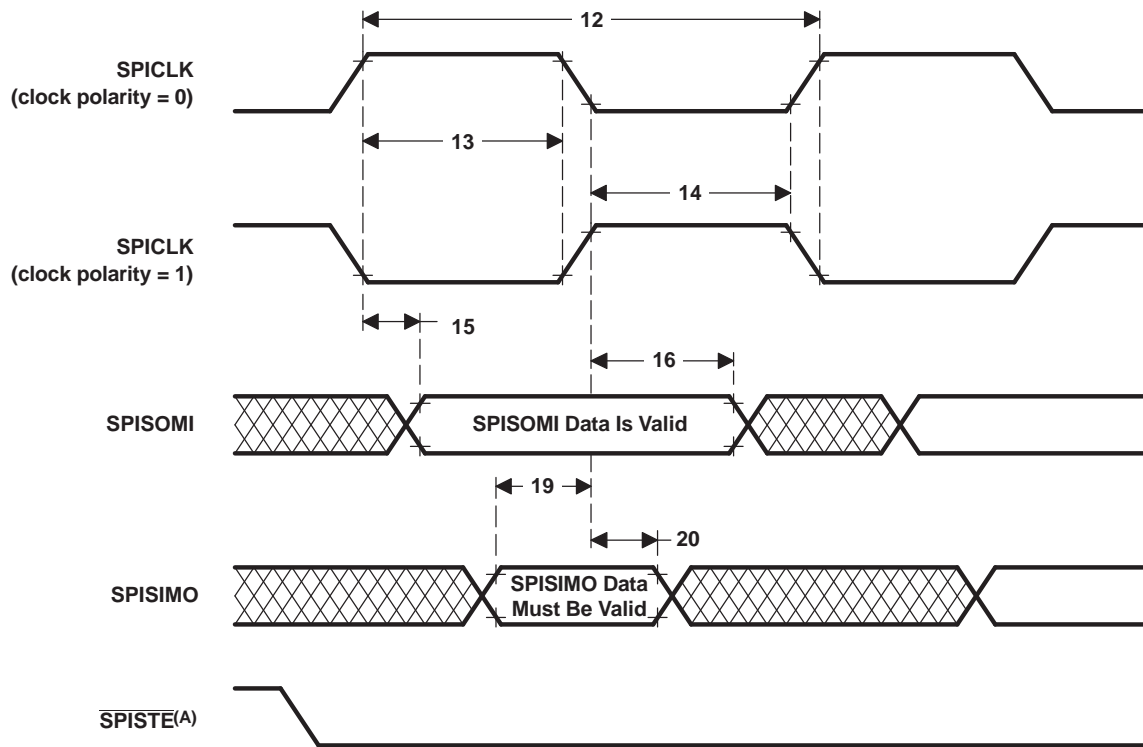 12
SPICLK
(clock polarity = 0)
13
14
SPICLK
(clock polarity = 1)
15
16
SPISOMI
SPISOMI Data Is Valid
19
20
SPISIMO
SPISIMO Data
Must Be Valid
SPISTE(A)